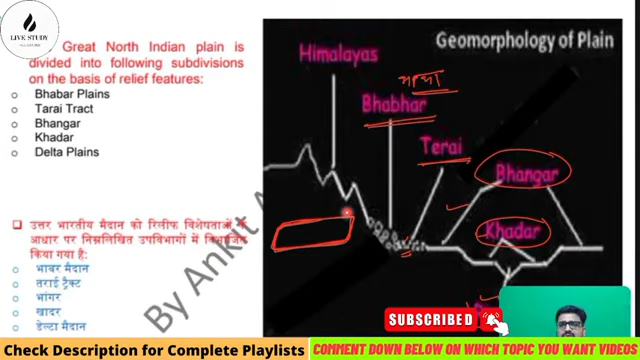 LIVK STUDY
Great North Indian plain is
divided into following subdivisions
on the basis of relief features:
Bhabar Plains
Tarai Tract
Bhangar
Khadar
Delta Plains
उत्तर भारतीय मैदान को रिलीफ विशेषताओं के
आधार पर निम्नलिखित उपविभागों में विभाजित
किया गया है:
भाबर मैदान
तराई ट्रैक्ट
भांगर
खादर
डेल्टा मैदान
By Ankit A
Geomorphology of Plain
Himalayas
Bhabhar
Terai
Bhangar
Khadar
SUBSCRIBED
Check Description for Complete Playlists
COMMENT DOWN BELOW ON WHICH TOPIC YOU WANT VIDEOS